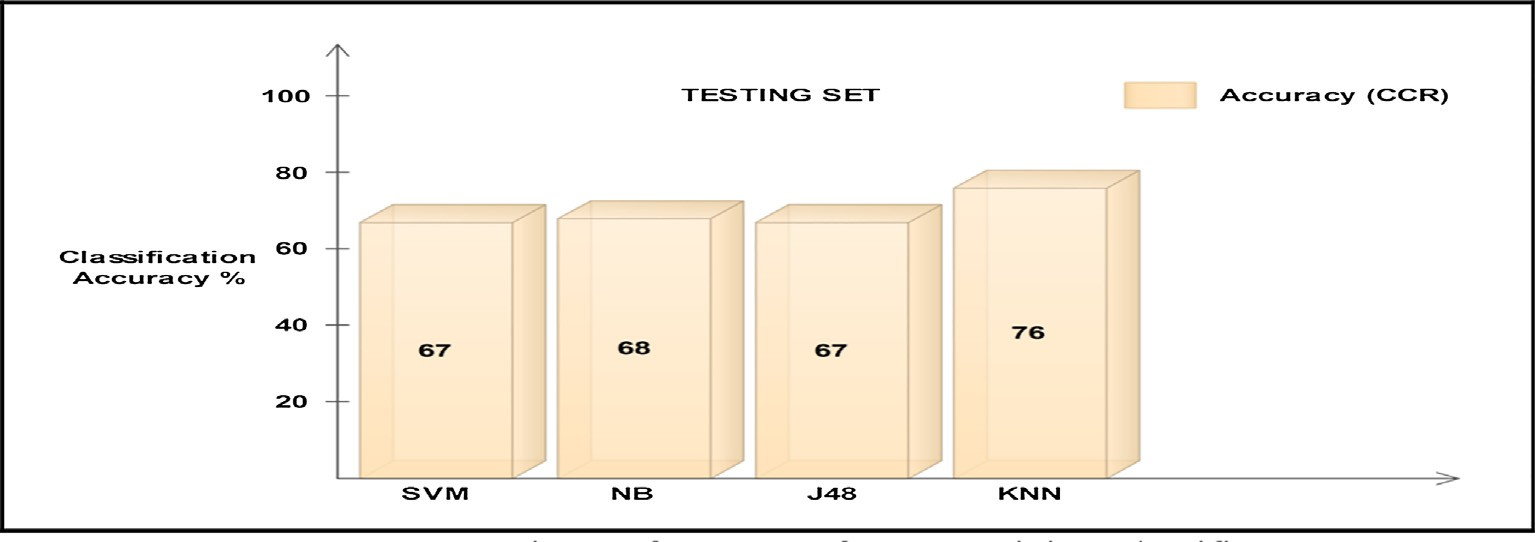 TESTING SET
Accuracy (CCR)
100
80
60
40
20
Classification
Accuracy %
67
68
67
76
SVM
NB
J48
KNN